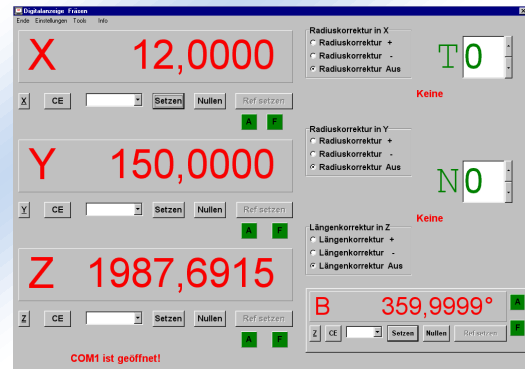 Digitalanzeige Fräsen
Ende Einstellungen Tools Info
X 12,0000
X CE Setzen Nullen Ref setzen
A F
Y 150,0000
Y CE Setzen Nullen Ref setzen
A F
Z 1987,6915
Z CE Setzen Nullen Ref setzen
A F
COM1 ist geöffnet!
Radiuskorrektur in X
Radiuskorrektur +
Radiuskorrektur -
Radiuskorrektur Aus
T0
Keine
Radiuskorrektur in Y
Radiuskorrektur +
Radiuskorrektur -
Radiuskorrektur Aus
N0
Keine
Längenkorrektur in Z
Längenkorrektur +
Längenkorrektur -
Längenkorrektur Aus
B 359,9999° A
Z CE Setzen Nullen Ref setzen F